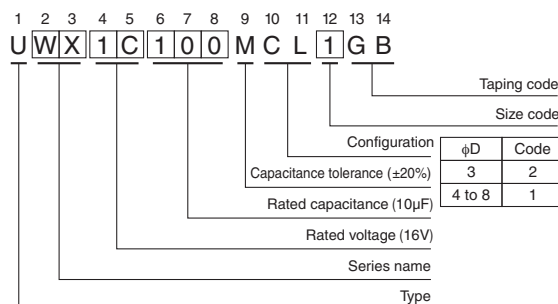 1 2 3 4 5 6 7 8 9 10 11 12 13 14
U W X 1 C 1 0 0 M C L 1 G B
Taping code
Size code
Configuration
Capacitance tolerance (±20%)
Rated capacitance (10µF)
Rated voltage (16V)
Series name
Type
ϕD Code
3 2
4 to 8 1